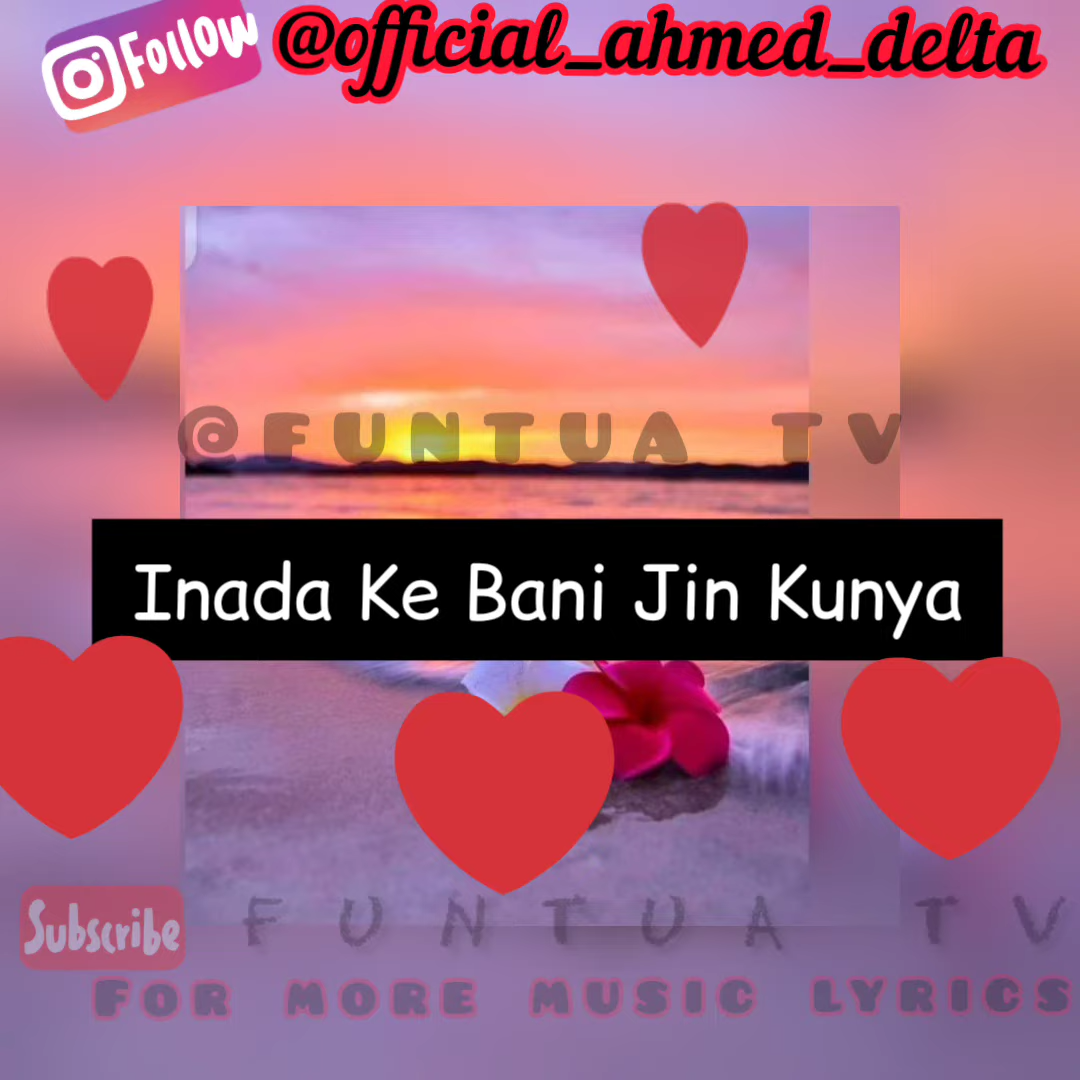 Follow @official_ahmed_delta
@FUNTUA TV
Inada Ke Bani Jin Kunya
Subscribe FUNTUA TV
FOR MORE MUSIC LYRICS